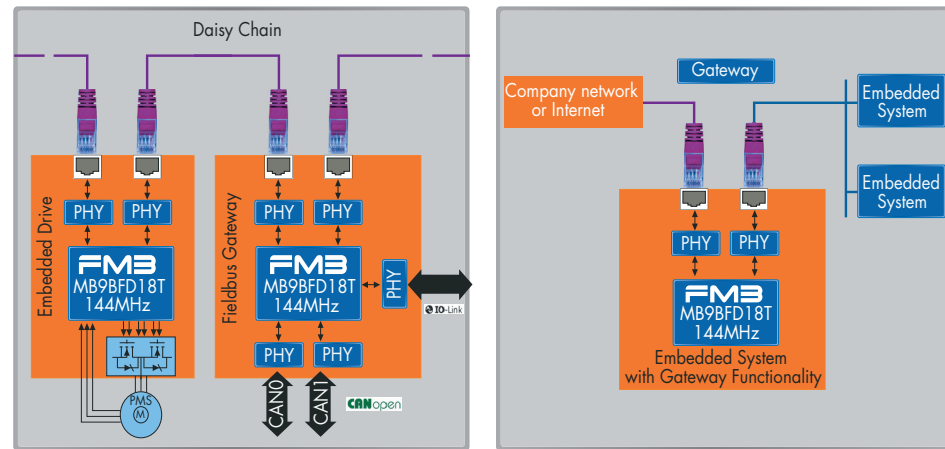 Daisy Chain
Embedded Drive
PHY
PHY
FM3
MB9BFD18T
144MHz
PMS
M
Fieldbus Gateway
PHY
PHY
FM3
MB9BFD18T
144MHz
PHY
IO-Link
PHY
PHY
CAN0
CAN1
CANopen
Gateway
Company network
or Internet
Embedded
System
Embedded
System
PHY
PHY
FM3
MB9BFD18T
144MHz
Embedded System
with Gateway Functionality